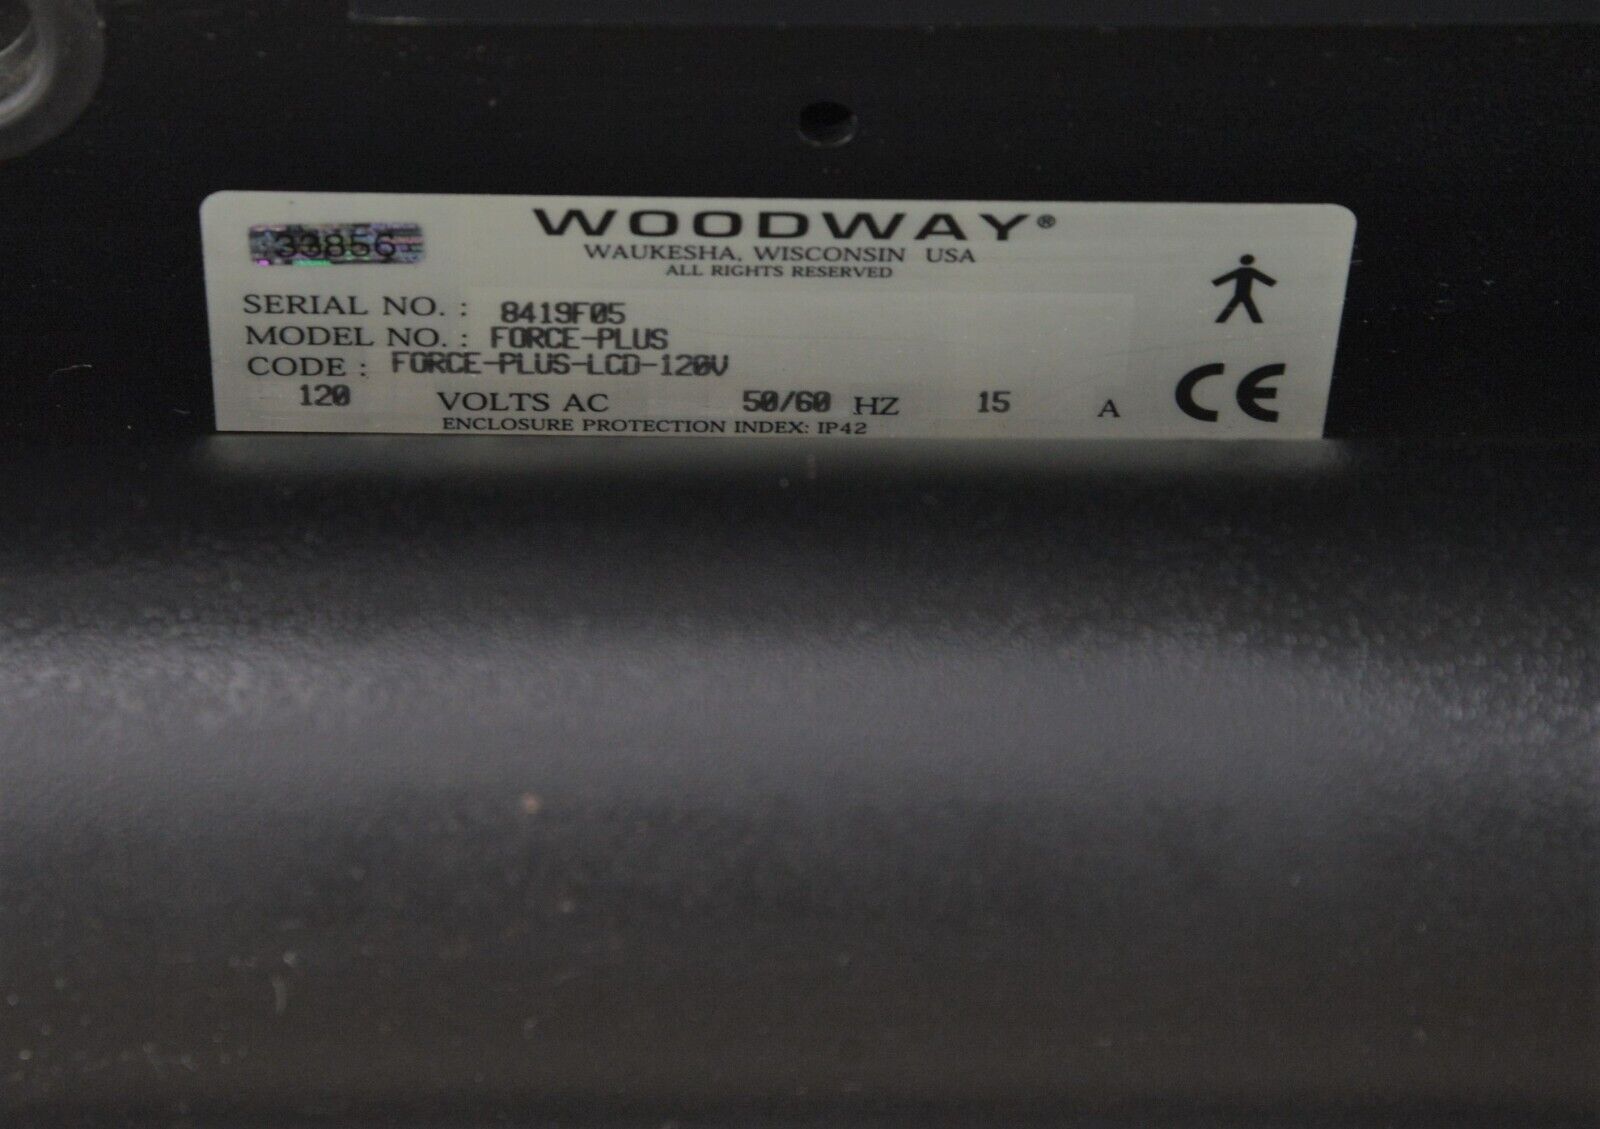 33856
WOODWAY®
WAUKESHA, WISCONSIN USA
ALL RIGHTS RESERVED
SERIAL NO. : 8419F05
MODEL NO. : FORCE-PLUS
CODE : FORCE-PLUS-LCD-120V
120 VOLTS AC 50/60 HZ 15 A
ENCLOSURE PROTECTION INDEX: IP42
CE